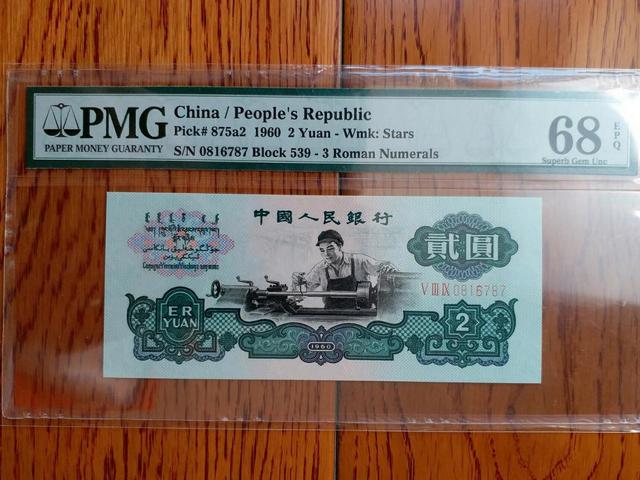 PMG
PAPER MONEY GUARANTY
China / People's Republic
Pick# 875a2 1960 2 Yuan - Wmk: Stars
S/N 0816787 Block 539 - 3 Roman Numerals
68 EPQ
Superb Gem Unc
中國人民銀行
貳圓
V III IX 0816787
ER
YUAN
2
1960